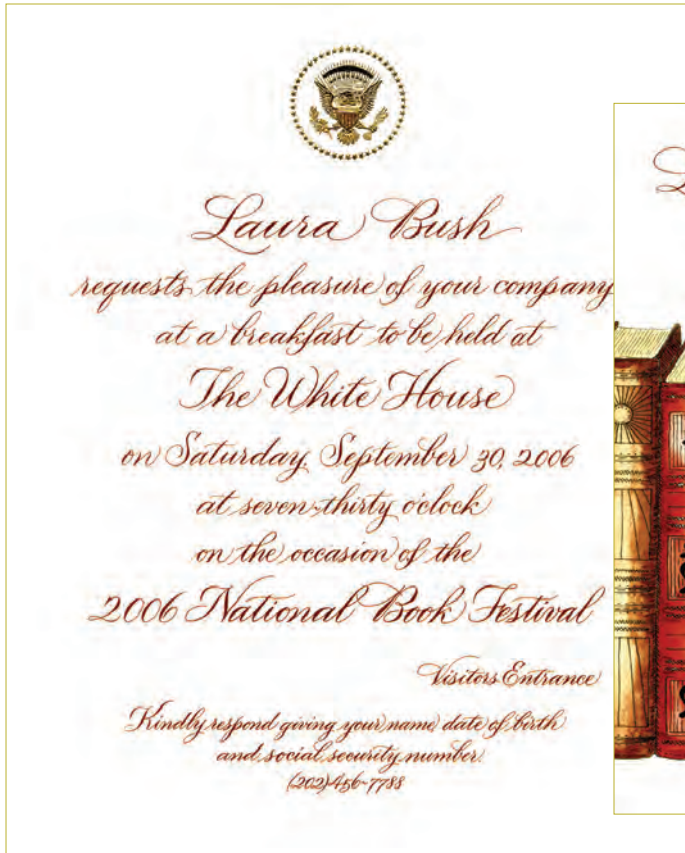 Laura Bush
requests the pleasure of your company
at a breakfast to be held at
The White House
on Saturday, September 30, 2006
at seven-thirty o'clock
on the occasion of the
2006 National Book Festival
Visitors Entrance
Kindly respond giving your name, date of birth
and social security number.
(202)456-7788